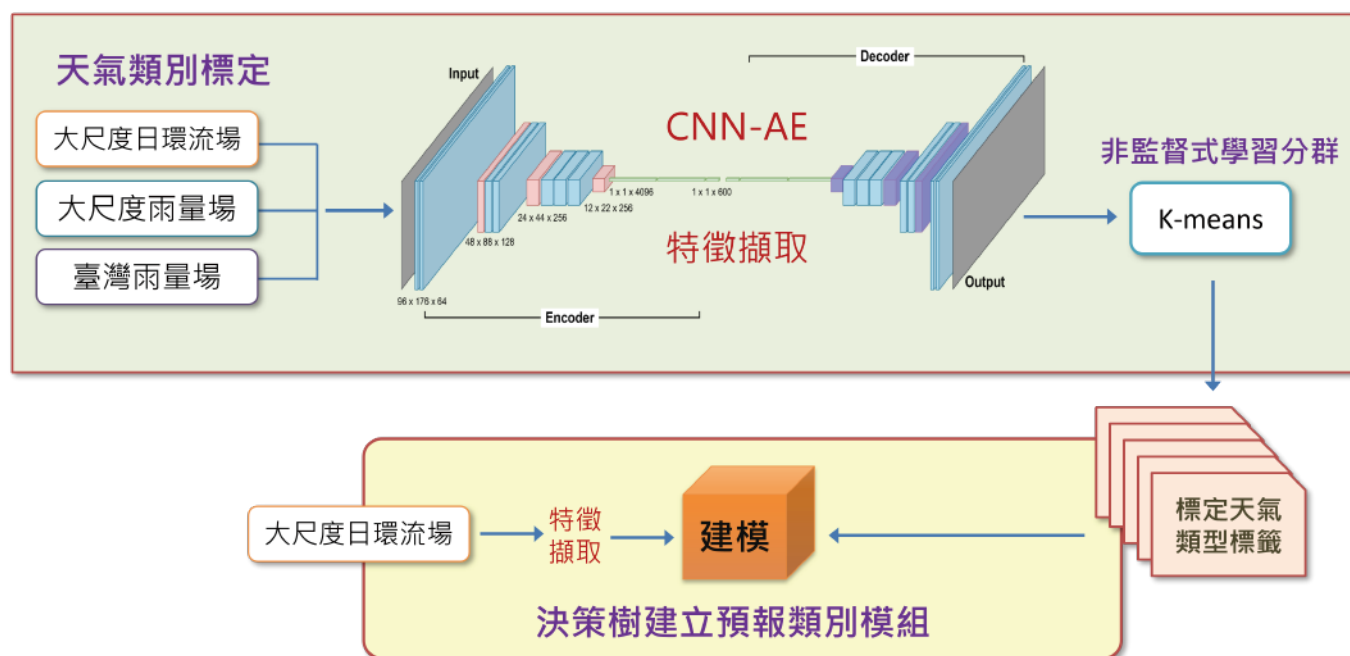 天氣類別標定
大尺度日環流場
大尺度雨量場
臺灣雨量場
Input
96 x 176 x 64
48 x 88 x 128
24 x 44 x 256
12 x 22 x 256
1 x 1 x 4096
1 x 1 x 600
Encoder
CNN-AE
特徵擷取
Decoder
Output
非監督式學習分群
K-means
標定天氣
類型標籤
大尺度日環流場
特徵
擷取
建模
決策樹建立預報類別模組